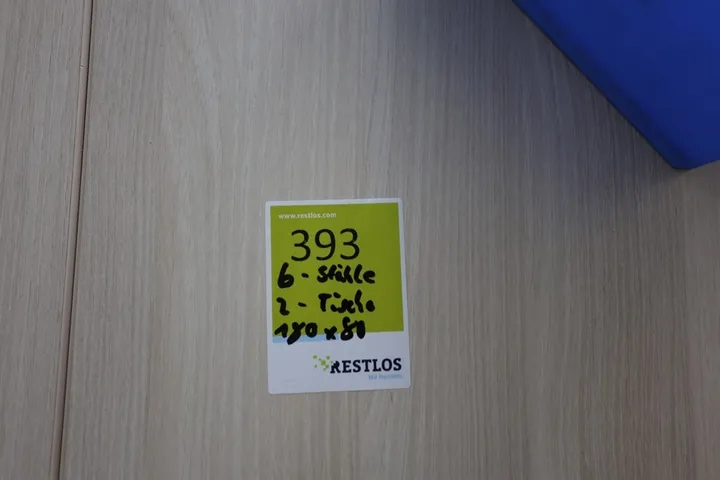 www.restlos.com
393
6 - Stühle
2 - Tische
180 x 80
RESTLOS